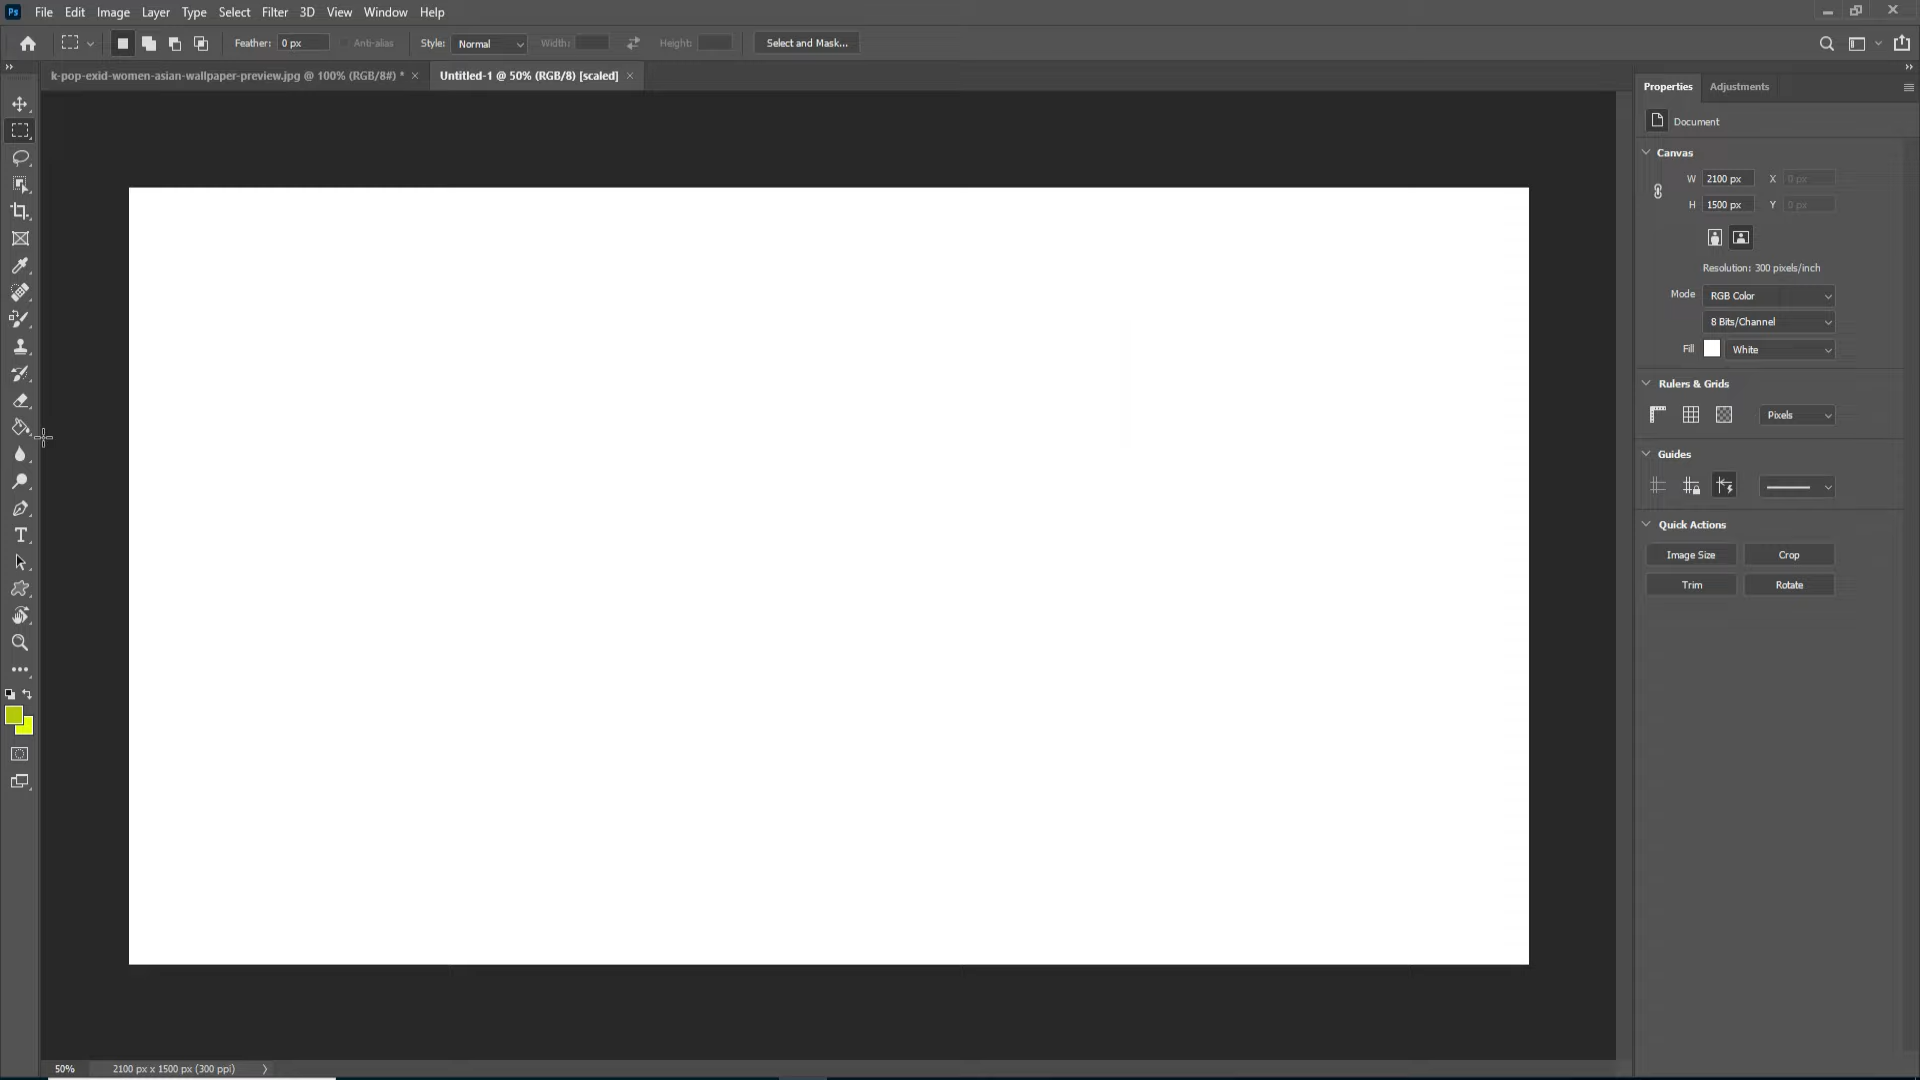 Ps File Edit Image Layer Type Select Filter 3D View Window Help
Feather: 0 px Anti-alias Style: Normal Width: Height: Select and Mask...
k-pop-exid-women-asian-wallpaper-preview.jpg @ 100% (RGB/8#) * × Untitled-1 @ 50% (RGB/8) [scaled] ×
Properties Adjustments
Document
Canvas
W 2100 px X 0 px
H 1500 px Y 0 px
Resolution: 300 pixels/inch
Mode RGB Color
8 Bits/Channel
Fill White
Rulers & Grids
Pixels
Guides
Quick Actions
Image Size Crop
Trim Rotate
50% 2100 px x 1500 px (300 ppi)